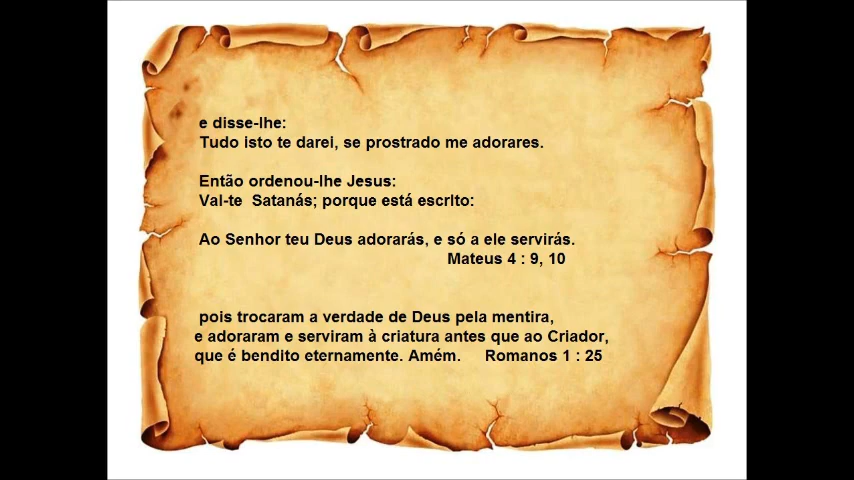 e disse-lhe:
Tudo isto te darei, se prostrado me adorares.
Então ordenou-lhe Jesus:
Vai-te Satanás; porque está escrito:
Ao Senhor teu Deus adorarás, e só a ele servirás.
Mateus 4 : 9, 10
pois trocaram a verdade de Deus pela mentira,
e adoraram e serviram à criatura antes que ao Criador,
que é bendito eternamente. Amém. Romanos 1 : 25